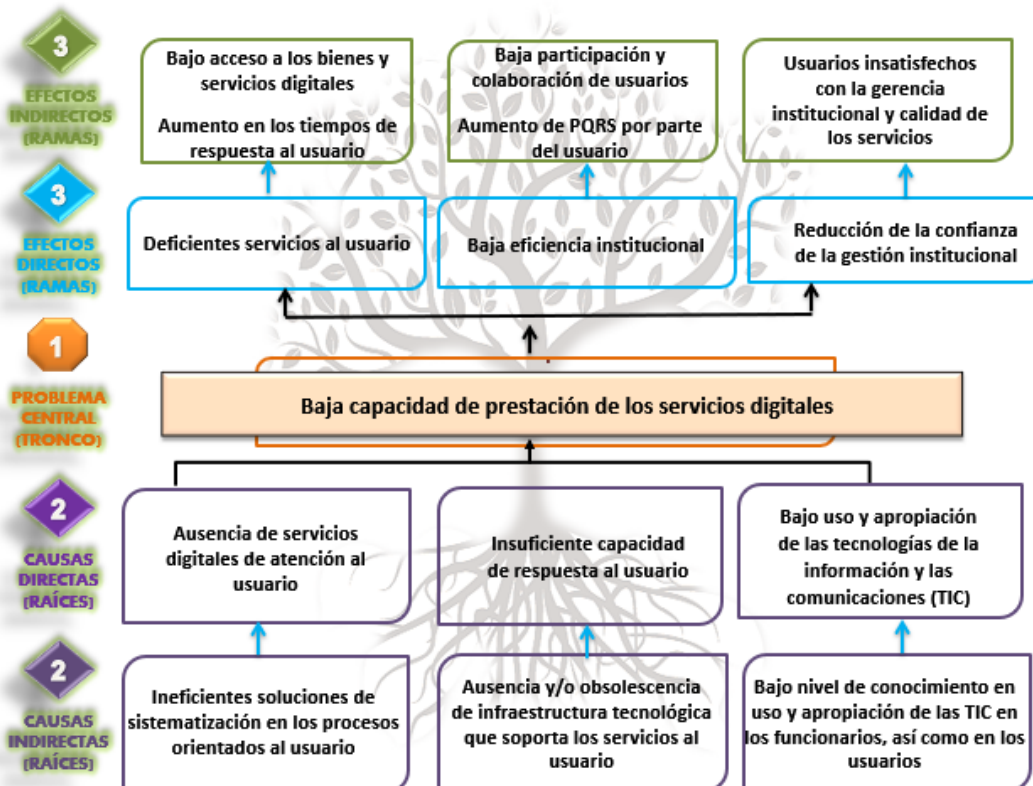 3
EFECTOS
INDIRECTOS
(RAMAS)
Bajo acceso a los bienes y
servicios digitales
Aumento en los tiempos de
respuesta al usuario
Baja participación y
colaboración de usuarios
Aumento de PQRS por parte
del usuario
Usuarios insatisfechos
con la gerencia
institucional y calidad de
los servicios
3
EFECTOS
DIRECTOS
(RAMAS)
Deficientes servicios al usuario
Baja eficiencia institucional
Reducción de la confianza
de la gestión institucional
1
PROBLEMA
CENTRAL
(TRONCO)
Baja capacidad de prestación de los servicios digitales
2
CAUSAS
DIRECTAS
(RAÍCES)
Ausencia de servicios
digitales de atención al
usuario
Insuficiente capacidad
de respuesta al usuario
Bajo uso y apropiación
de las tecnologías de la
información y las
comunicaciones (TIC)
2
CAUSAS
INDIRECTAS
(RAÍCES)
Ineficientes soluciones de
sistematización en los procesos
orientados al usuario
Ausencia y/o obsolescencia
de infraestructura tecnológica
que soporta los servicios al
usuario
Bajo nivel de conocimiento en
uso y apropiación de las TIC en
los funcionarios, así como en los
usuarios